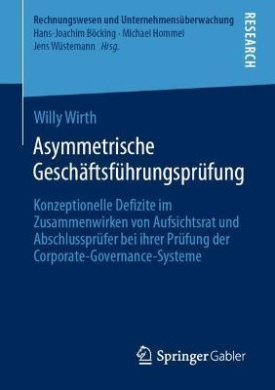 Rechnungswesen und Unternehmensüberwachung
Hans-Joachim Böcking · Michael Hommel
Jens Wüstemann Hrsg.
RESEARCH
Willy Wirth
Asymmetrische
Geschäftsführungsprüfung
Konzeptionelle Defizite im
Zusammenwirken von Aufsichtsrat und
Abschlussprüfer bei ihrer Prüfung der
Corporate-Governance-Systeme
Springer Gabler